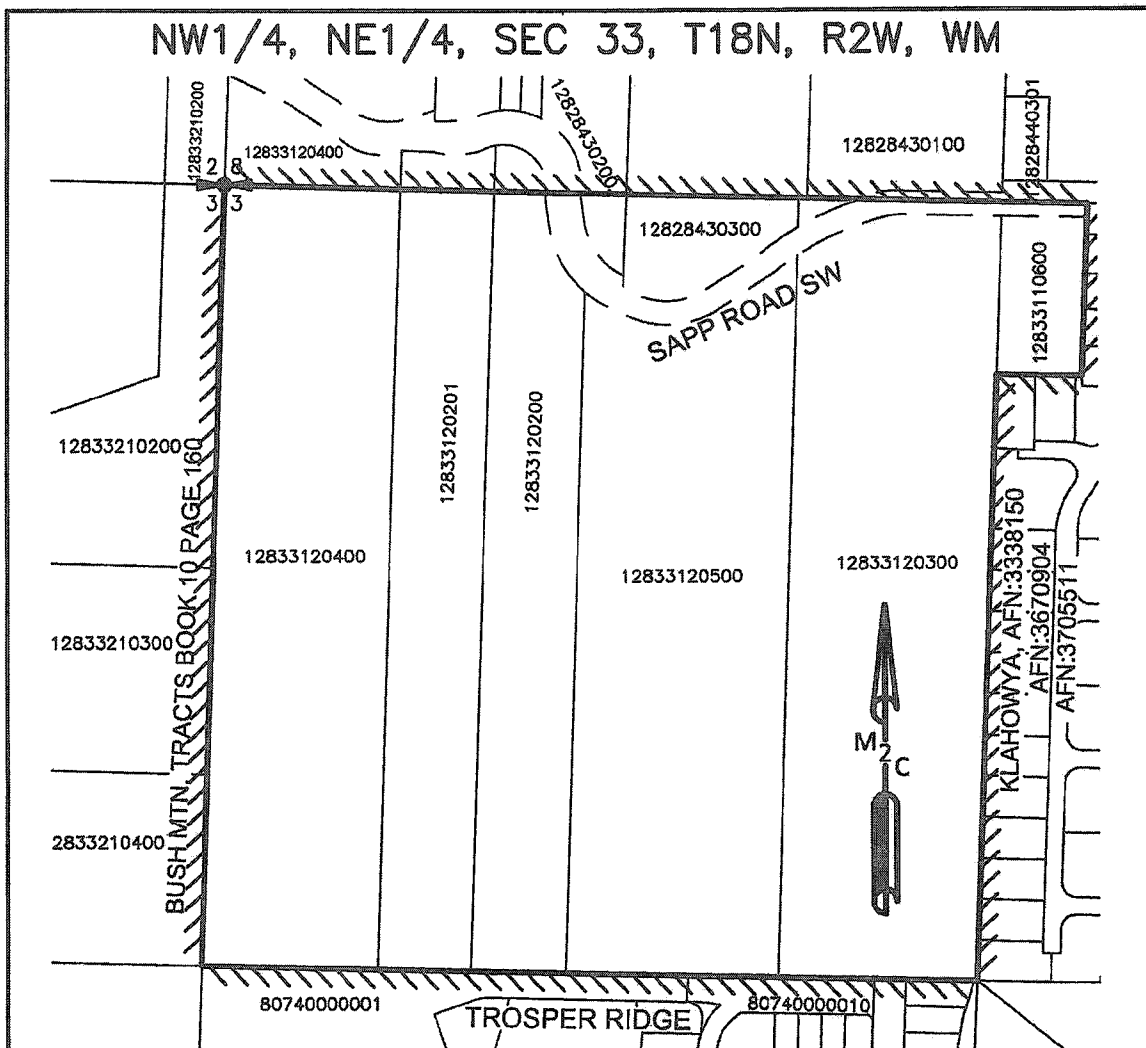 NW1/4, NE1/4, SEC 33, T18N, R2W, WM
12833210200
2 8
3 3
12833120400
12828430200
12828430100
2828440301
12828430300
SAPP ROAD SW
12833110600
12833210200
12833120201
12833120200
BUSH MTN, TRACTS BOOK 10 PAGE 160
12833120400
12833120500
12833120300
KLAHOWYA, AFN:3338150
AFN:3670904
AFN:3705511
12833210300
M2C
2833210400
80740000001
TROSPER RIDGE
80740000010